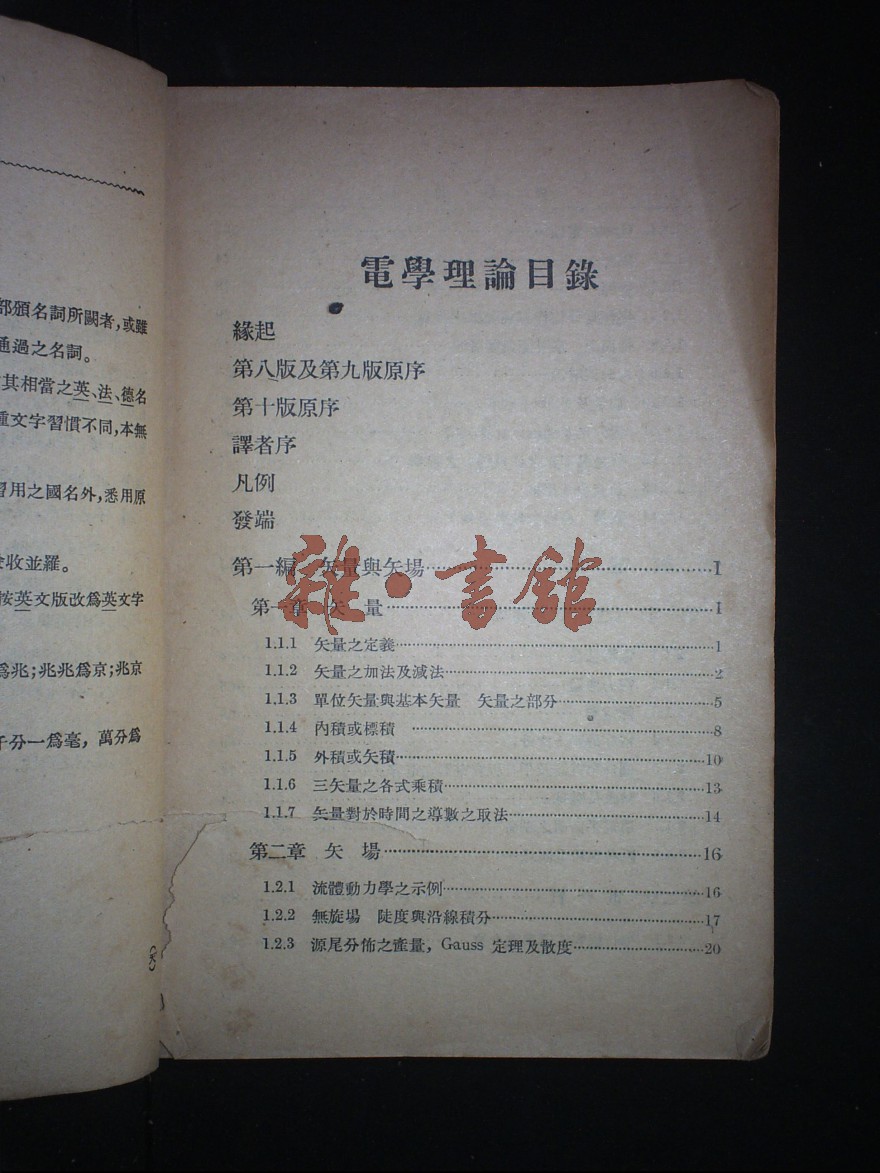 部頒名詞所闕者,或雖
通過之名詞。
其相當之英、法、德名
重文字習慣不同,本無
習用之國名外,悉用原
收並羅。
按英文版改爲英文字
爲兆;兆兆爲京;兆京
千分一爲毫,萬分爲
電學理論目錄
緣起
第八版及第九版原序
第十版原序
譯者序
凡例
發端
第一編 矢量與矢場……1
第一章 矢量……1
1.1.1 矢量之定義……1
1.1.2 矢量之加法及減法……2
1.1.3 單位矢量與基本矢量 矢量之部分……5
1.1.4 內積或標積……8
1.1.5 外積或矢積……10
1.1.6 三矢量之各式乘積……13
1.1.7 矢量對於時間之導數之取法……14
第二章 矢場……16
1.2.1 流體動力學之示例……16
1.2.2 無旋場 陡度與沿線積分……17
1.2.3 源尾分佈之產量,Gauss 定理及散度……20
雜·書館